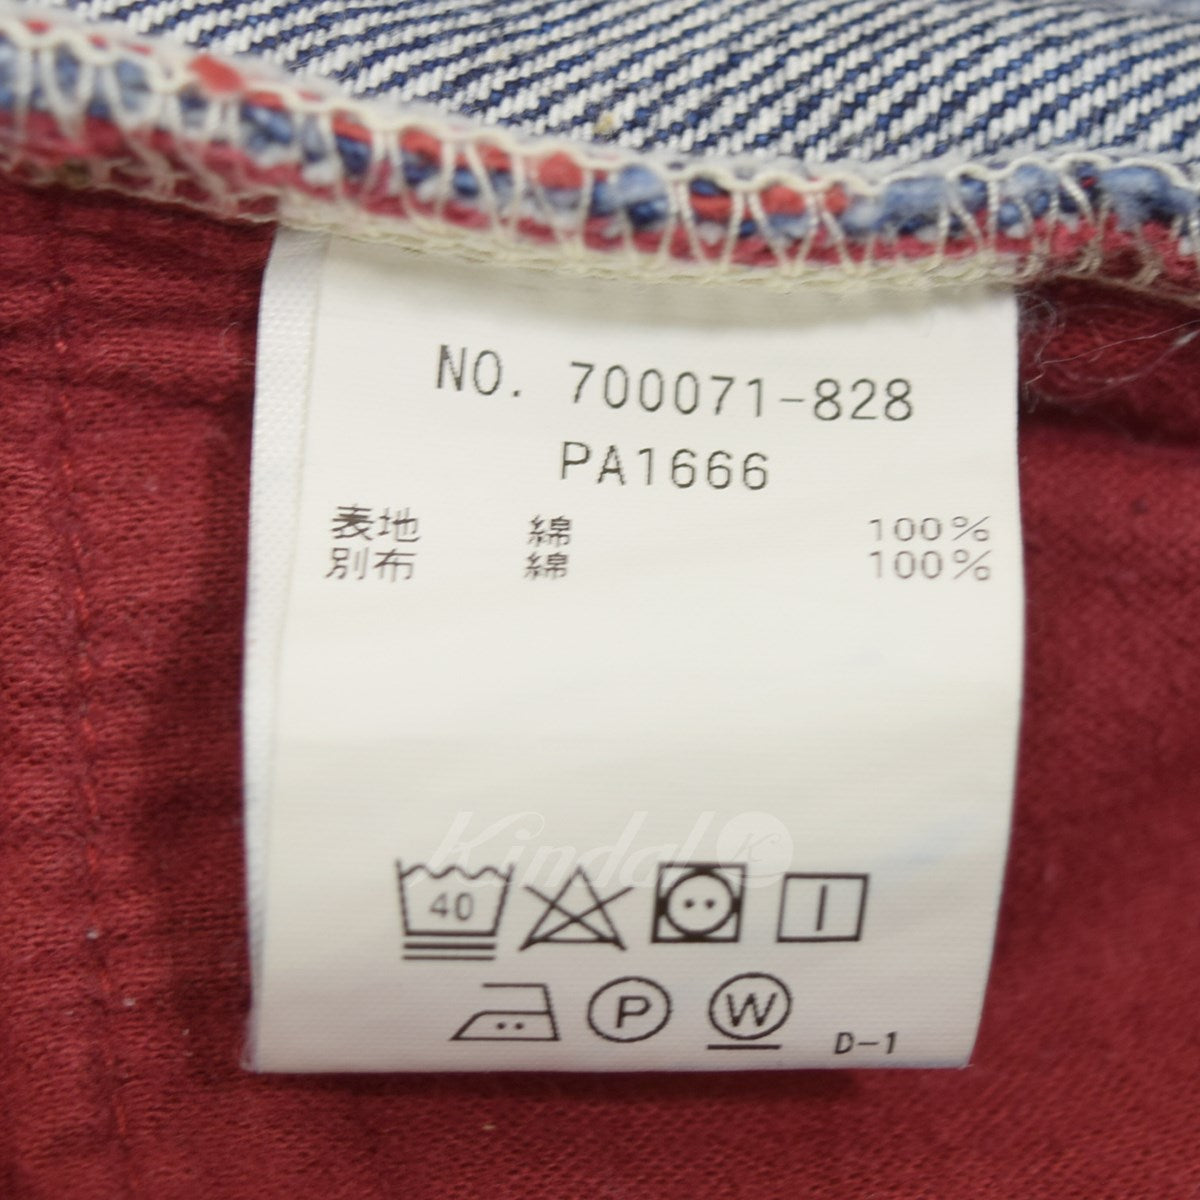 NO. 700071-828
PA1666
表地 綿 100%
別布 綿 100%
Kindal K
40
P W D-1